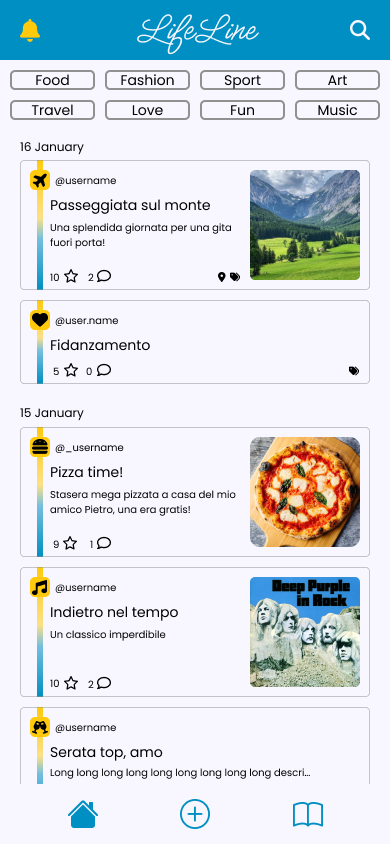 LifeLine
Food Fashion Sport Art
Travel Love Fun Music
16 January
@username
Passeggiata sul monte
Una splendida giornata per una gita
fuori porta!
10 2
@user.name
Fidanzamento
5 0
15 January
@_username
Pizza time!
Stasera mega pizzata a casa del mio
amico Pietro, una era gratis!
9 1
@username
Indietro nel tempo
Un classico imperdibile
10 2
Deep Purple
in Rock
@username
Serata top, amo
Long long long long long long long long long descri...